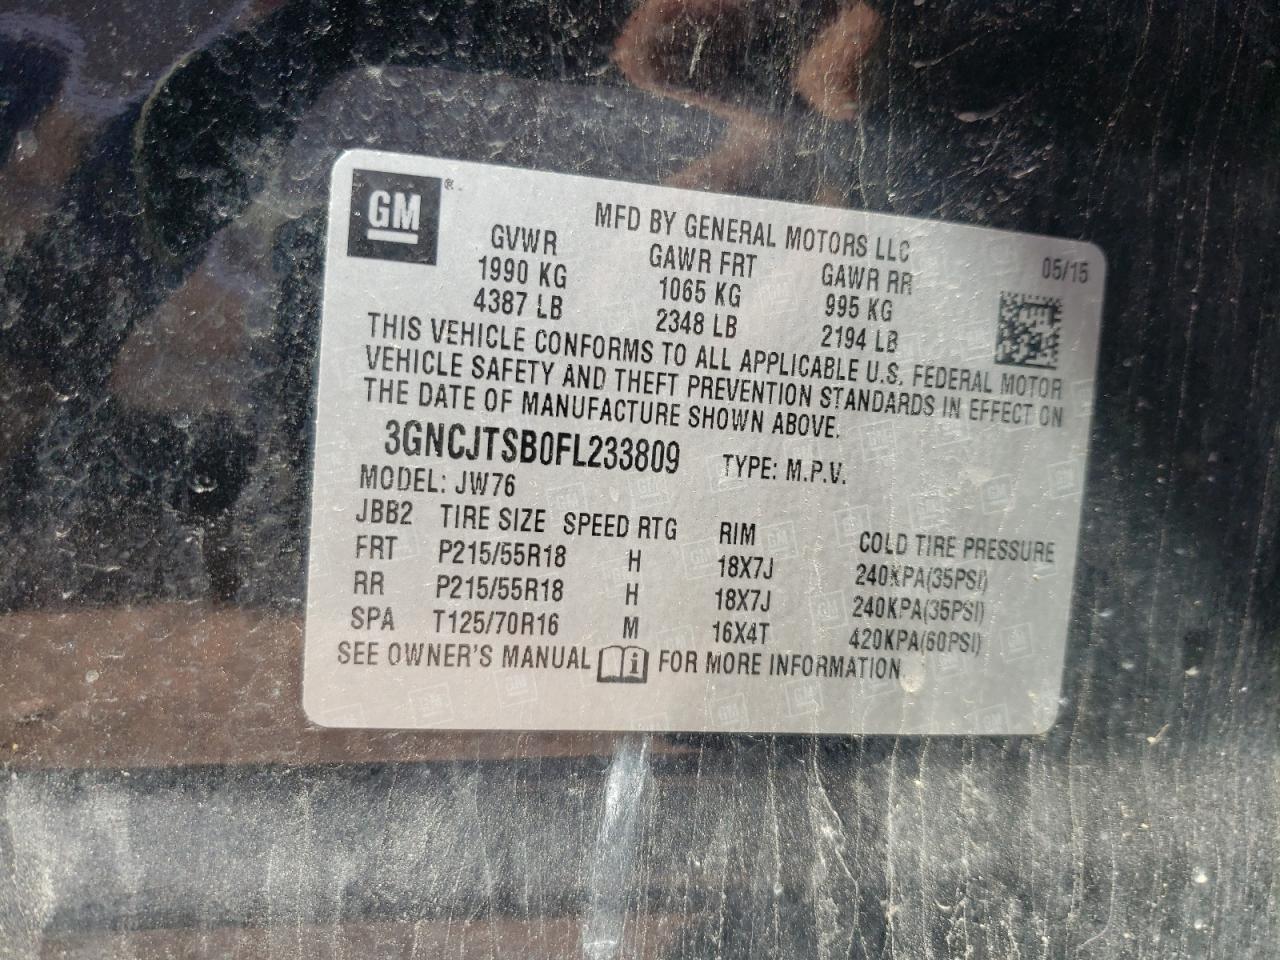 GM ®
MFD BY GENERAL MOTORS LLC
05/15
GVWR GAWR FRT GAWR RR
1990 KG 1065 KG 995 KG
4387 LB 2348 LB 2194 LB
THIS VEHICLE CONFORMS TO ALL APPLICABLE U.S. FEDERAL MOTOR
VEHICLE SAFETY AND THEFT PREVENTION STANDARDS IN EFFECT ON
THE DATE OF MANUFACTURE SHOWN ABOVE.
3GNCJTSB0FL233809 TYPE: M.P.V.
MODEL: JW76
JBB2 TIRE SIZE SPEED RTG RIM COLD TIRE PRESSURE
FRT P215/55R18 H 18X7J 240KPA(35PSI)
RR P215/55R18 H 18X7J 240KPA(35PSI)
SPA T125/70R16 M 16X4T 420KPA(60PSI)
SEE OWNER'S MANUAL i FOR MORE INFORMATION